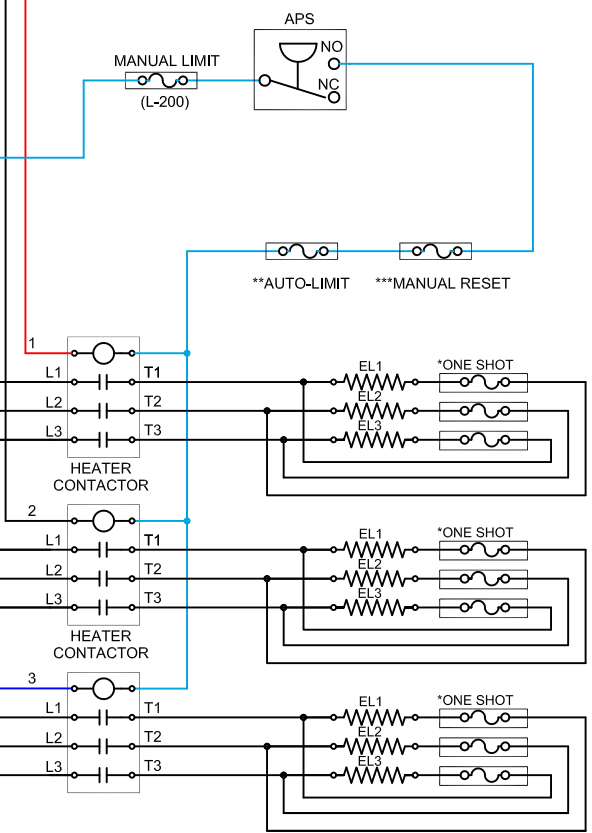 APS
MANUAL LIMIT
NO
NC
(L-200)
**AUTO-LIMIT
***MANUAL RESET
1
L1
T1
EL1
*ONE SHOT
L2
T2
EL2
L3
T3
EL3
HEATER
CONTACTOR
2
L1
T1
EL1
*ONE SHOT
L2
T2
EL2
L3
T3
EL3
HEATER
CONTACTOR
3
L1
T1
EL1
*ONE SHOT
L2
T2
EL2
L3
T3
EL3